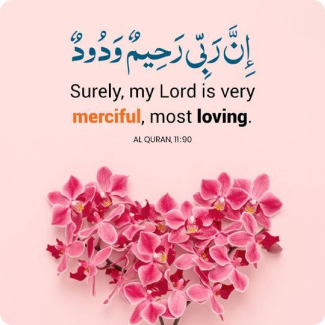 إِنَّ رَبِّي رَحِيمٌ وَدُودٌ
Surely, my Lord is very
merciful, most loving.
AL QURAN, 11:90